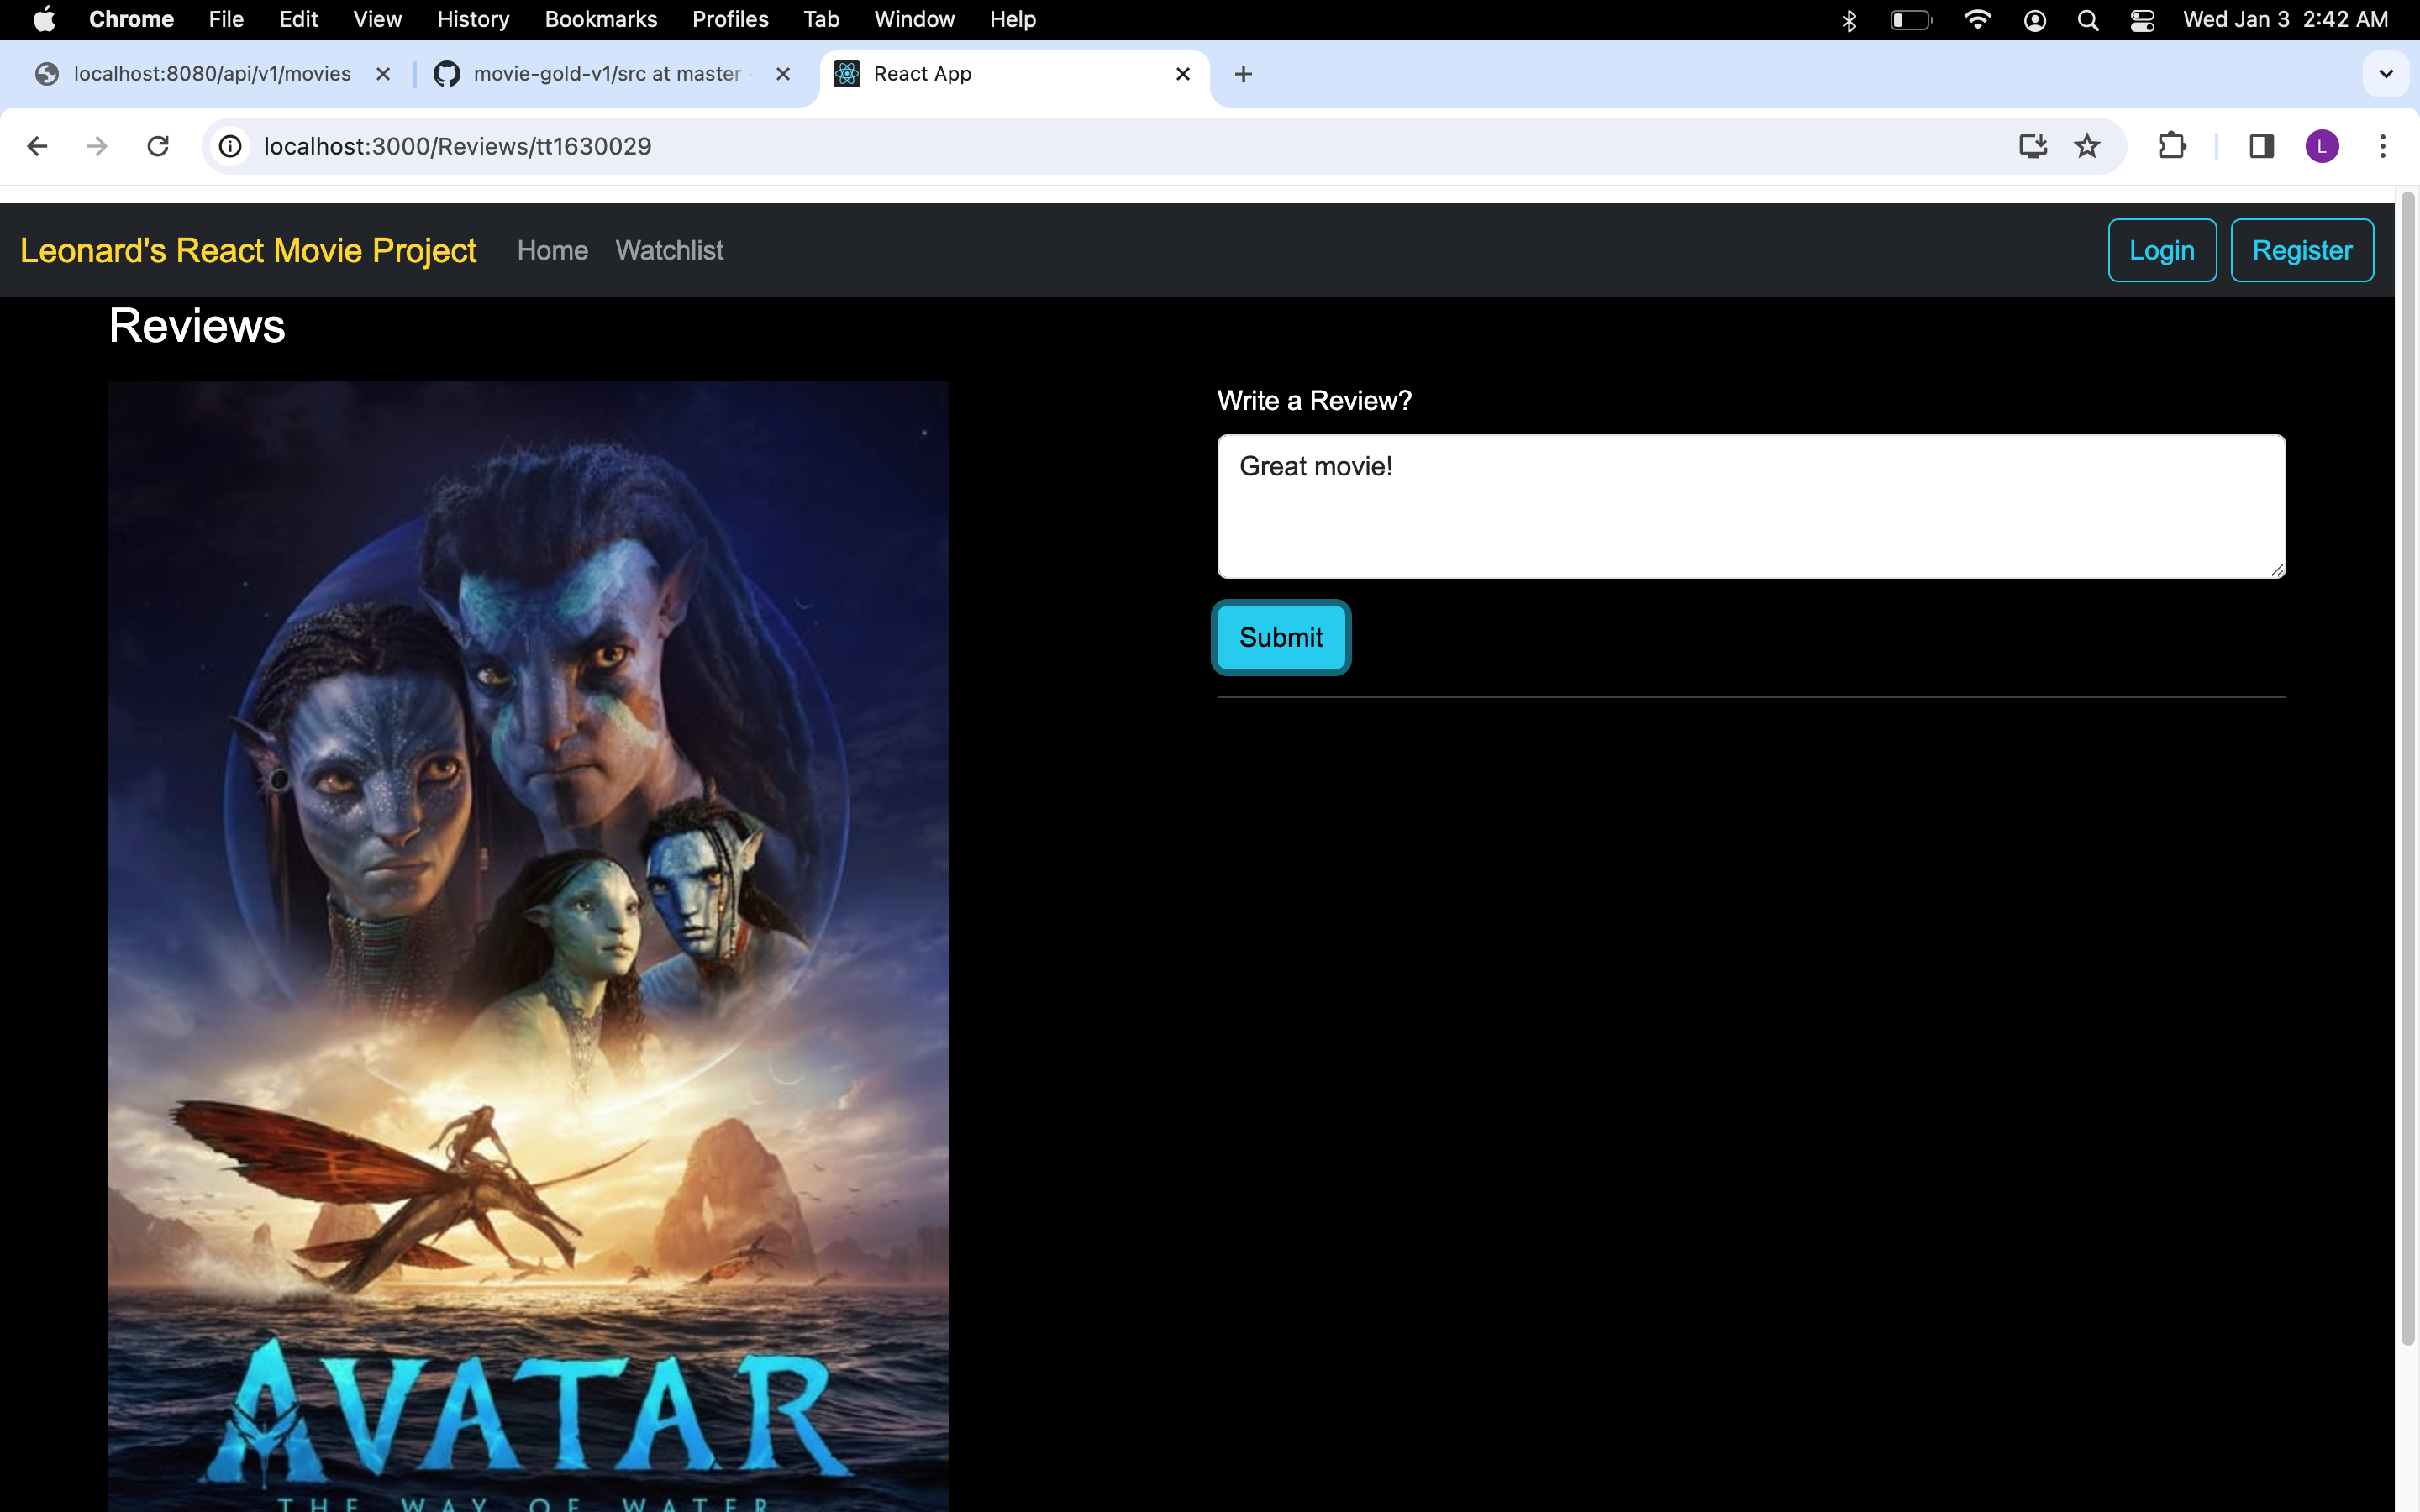 Chrome File Edit View History Bookmarks Profiles Tab Window Help Wed Jan 3 2:42 AM
localhost:8080/api/v1/movies movie-gold-v1/src at master React App
localhost:3000/Reviews/tt1630029 L
Leonard's React Movie Project Home Watchlist Login Register
Reviews
Write a Review?
Great movie!
Submit
AVATAR
THE WAY OF WATER